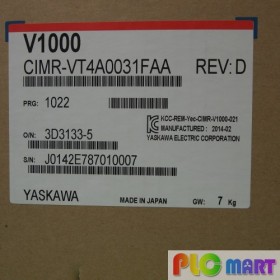 V1000
CIMR-VT4A0031FAA REV: D
PRG: 1022
KCC-REM-Yec-CIMR-V1000-021
MANUFACTURED : 2014-02
YASKAWA ELECTRIC CORPORATION
O/N: 3D3133-5
S/N: J0142E787010007
YASKAWA MADE IN JAPAN GW: 7 Kg
PLC MART